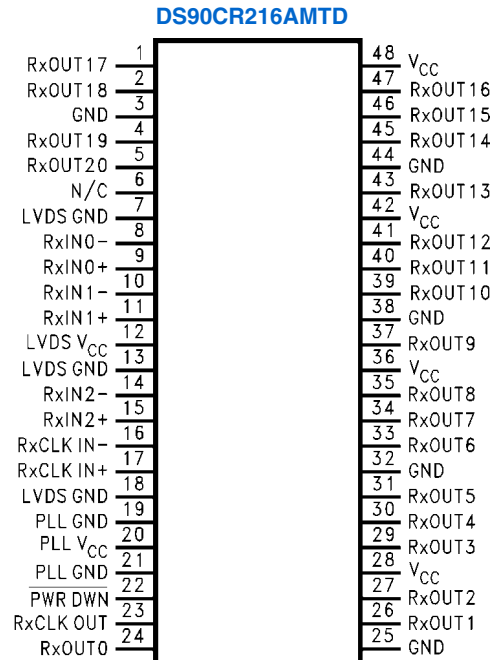 DS90CR216AMTD
RxOUT17 1
RxOUT18 2
GND 3
RxOUT19 4
RxOUT20 5
N/C 6
LVDS GND 7
RxIN0- 8
RxIN0+ 9
RxIN1- 10
RxIN1+ 11
LVDS VCC 12
LVDS GND 13
RxIN2- 14
RxIN2+ 15
RxCLK IN- 16
RxCLK IN+ 17
LVDS GND 18
PLL GND 19
PLL VCC 20
PLL GND 21
PWR DWN 22
RxCLK OUT 23
RxOUT0 24
48 VCC
47 RxOUT16
46 RxOUT15
45 RxOUT14
44 GND
43 RxOUT13
42 VCC
41 RxOUT12
40 RxOUT11
39 RxOUT10
38 GND
37 RxOUT9
36 VCC
35 RxOUT8
34 RxOUT7
33 RxOUT6
32 GND
31 RxOUT5
30 RxOUT4
29 RxOUT3
28 VCC
27 RxOUT2
26 RxOUT1
25 GND